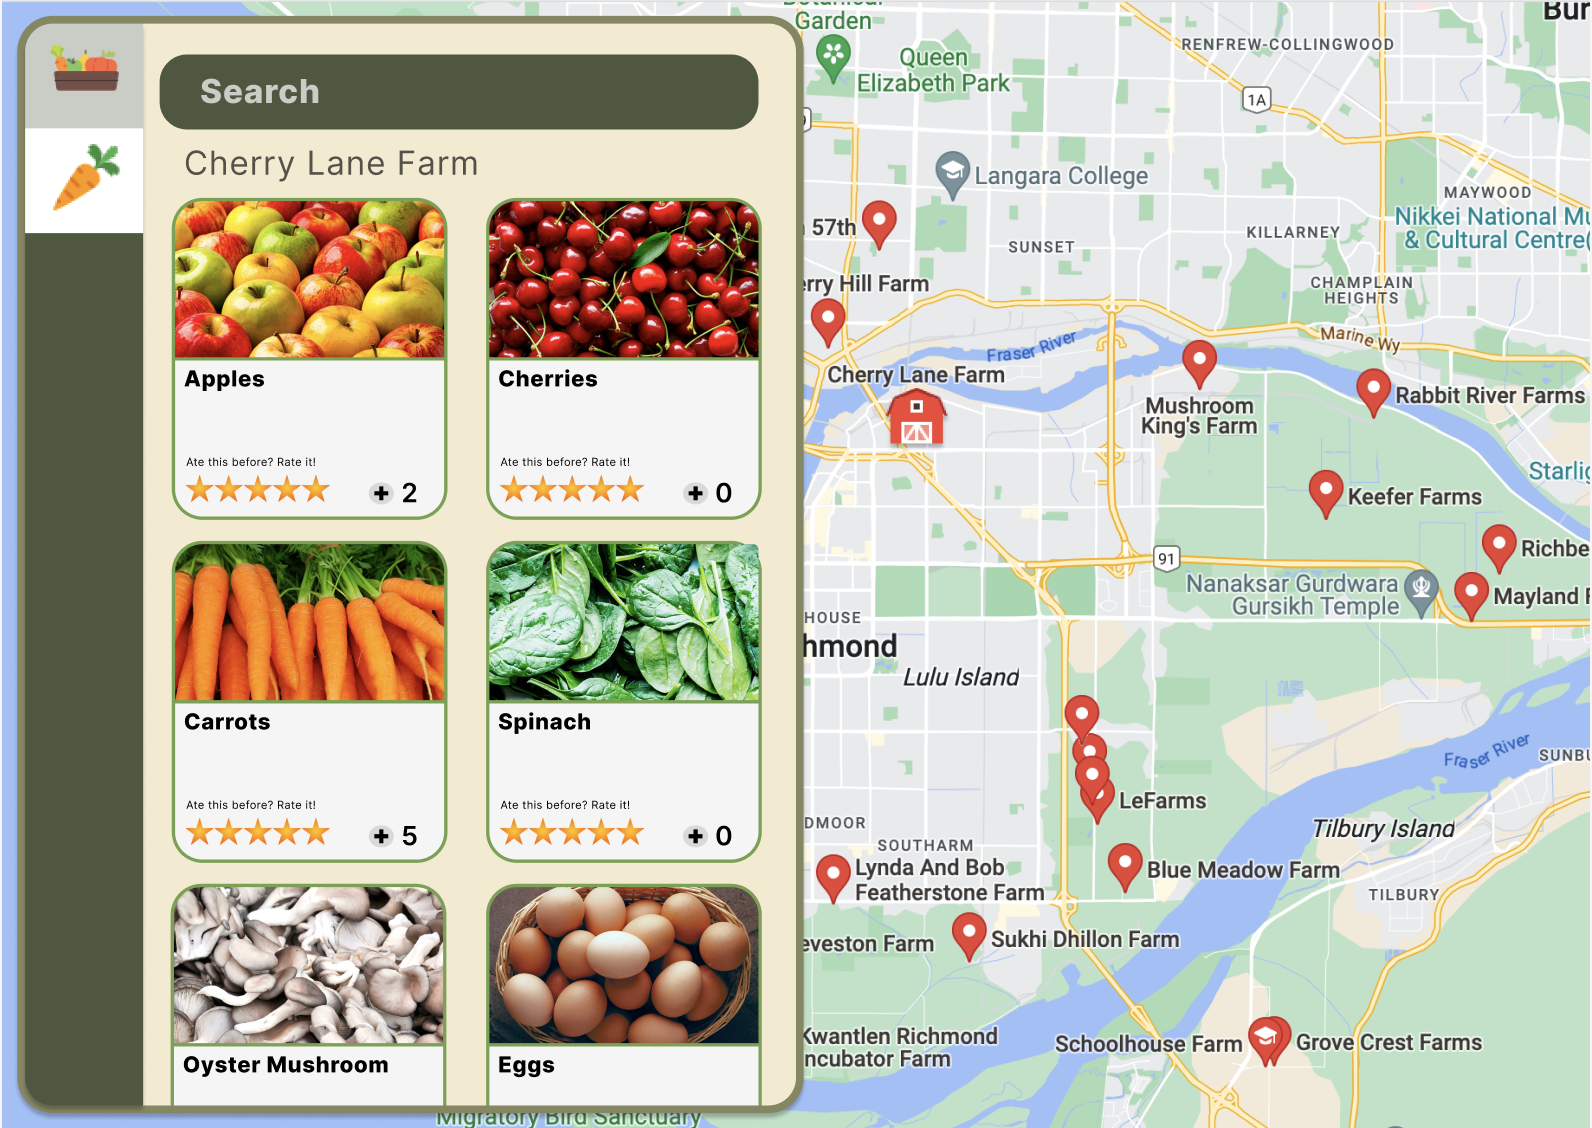 Search
Cherry Lane Farm
Apples
Ate this before? Rate it!
2
Cherries
Ate this before? Rate it!
0
Carrots
Ate this before? Rate it!
5
Spinach
Ate this before? Rate it!
0
Oyster Mushroom
Eggs
Garden
Queen
Elizabeth Park
RENFREW-COLLINGWOOD
1A
Langara College
MAYWOOD
Nikkei National Mu
& Cultural Centre
57th
SUNSET
KILLARNEY
erry Hill Farm
CHAMPLAIN
HEIGHTS
Fraser River
Marine Wy
Cherry Lane Farm
Mushroom
King's Farm
Rabbit River Farms
Starlig
Keefer Farms
Richbe
91
Nanaksar Gurdwara
Gursikh Temple
Mayland F
HOUSE
hmond
Lulu Island
Fraser River
SUNBU
LeFarms
DMOOR
Tilbury Island
SOUTHARM
Lynda And Bob
Featherstone Farm
Blue Meadow Farm
TILBURY
eveston Farm
Sukhi Dhillon Farm
Kwantlen Richmond
ncubator Farm
Schoolhouse Farm
Grove Crest Farms
Migratory Bird Sanctuary